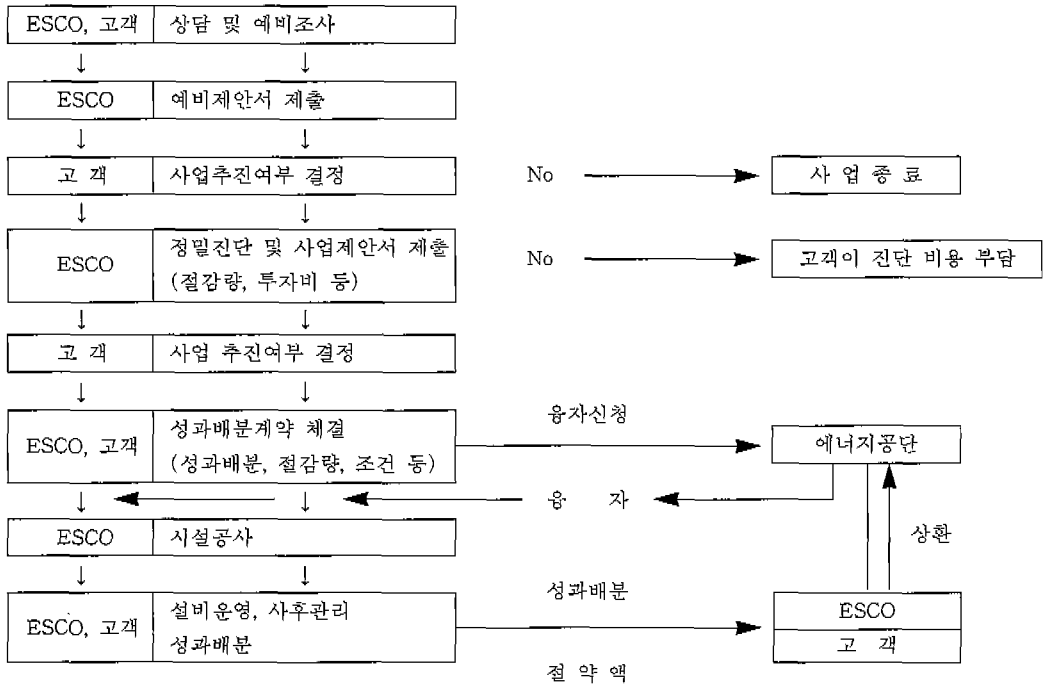 ESCO, 고객 상담 및 예비조사
ESCO 예비제안서 제출
고 객 사업추진여부 결정 No 사 업 종 료
ESCO 정밀진단 및 사업제안서 제출
(절감량, 투자비 등) No 고객이 진단 비용 부담
고 객 사업 추진여부 결정
융자신청
ESCO, 고객 성과배분계약 체결
(성과배분, 절감량, 조건 등)
에너지공단
융 자
상환
ESCO 시설공사
성과배분
ESCO, 고객 설비운영, 사후관리
성과배분
ESCO
고 객
절 약 액